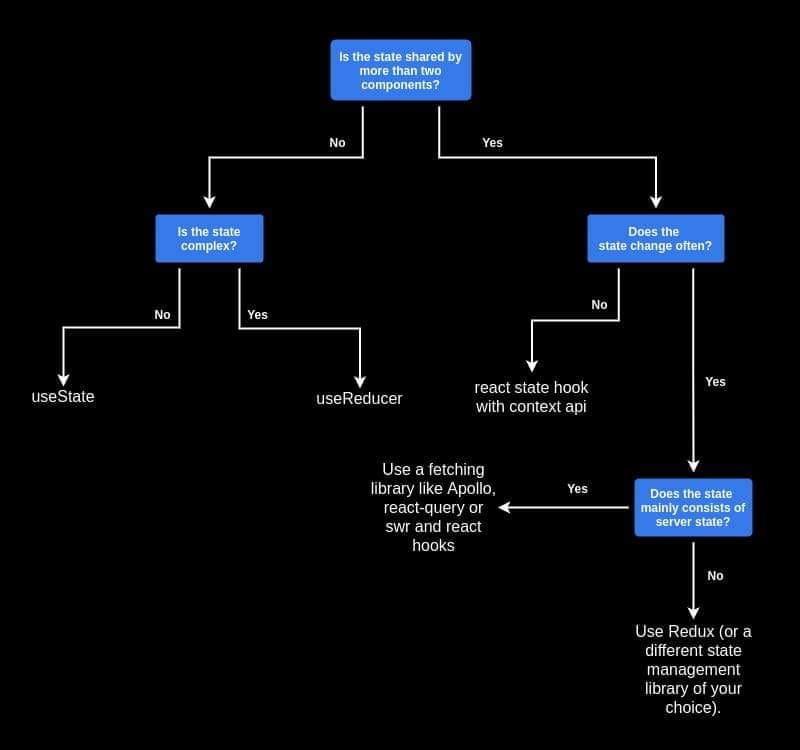 Is the state shared by
more than two
components?
No
Yes
Is the state
complex?
Does the
state change often?
No
Yes
No
Yes
useState
useReducer
react state hook
with context api
Use a fetching
library like Apollo,
react-query or
swr and react
hooks
Yes
Does the state
mainly consists of
server state?
No
Use Redux (or a
different state
management
library of your
choice).